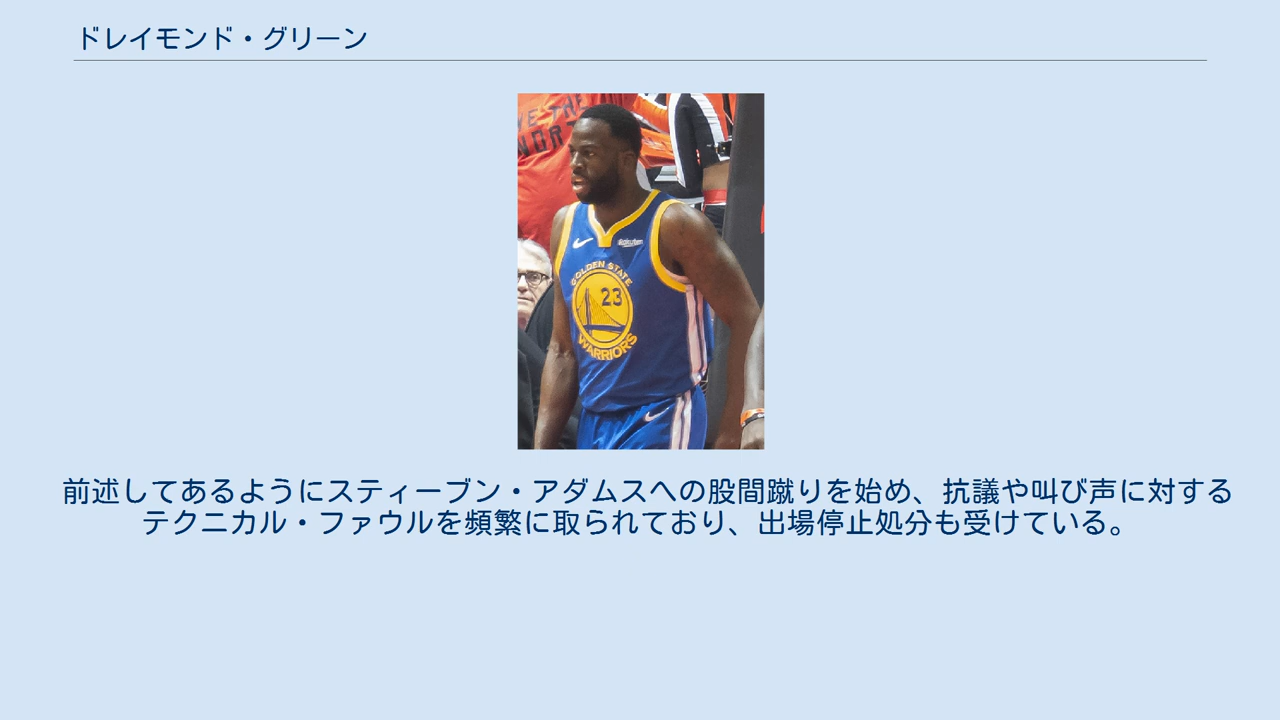 ドレイモンド・グリーン
WE THE
NORT
Rakuten
GOLDEN STATE
23
WARRIORS
前述してあるようにスティーブン・アダムスへの股間蹴りを始め、抗議や叫び声に対する
テクニカル・ファウルを頻繁に取られており、出場停止処分も受けている。